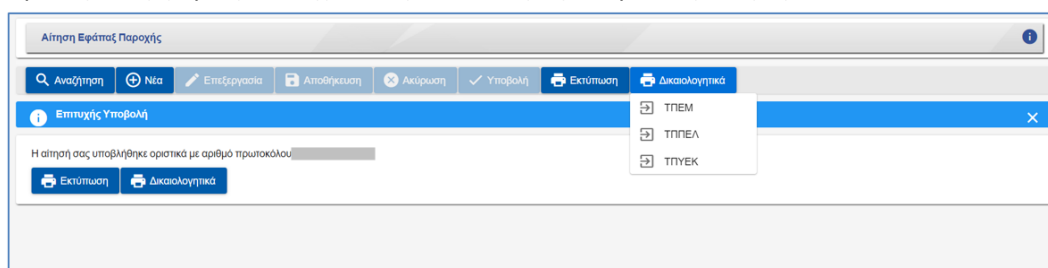 Αίτηση Εφάπαξ Παροχής
Αναζήτηση Νέα Επεξεργασία Αποθήκευση Ακύρωση Υποβολή Εκτύπωση Δικαιολογητικά
ΤΠΕΜ
Επιτυχής Υποβολή
ΤΠΠΕΛ
Η αίτησή σας υποβλήθηκε οριστικά με αριθμό πρωτοκόλου
ΤΠΥΕΚ
Εκτύπωση Δικαιολογητικά